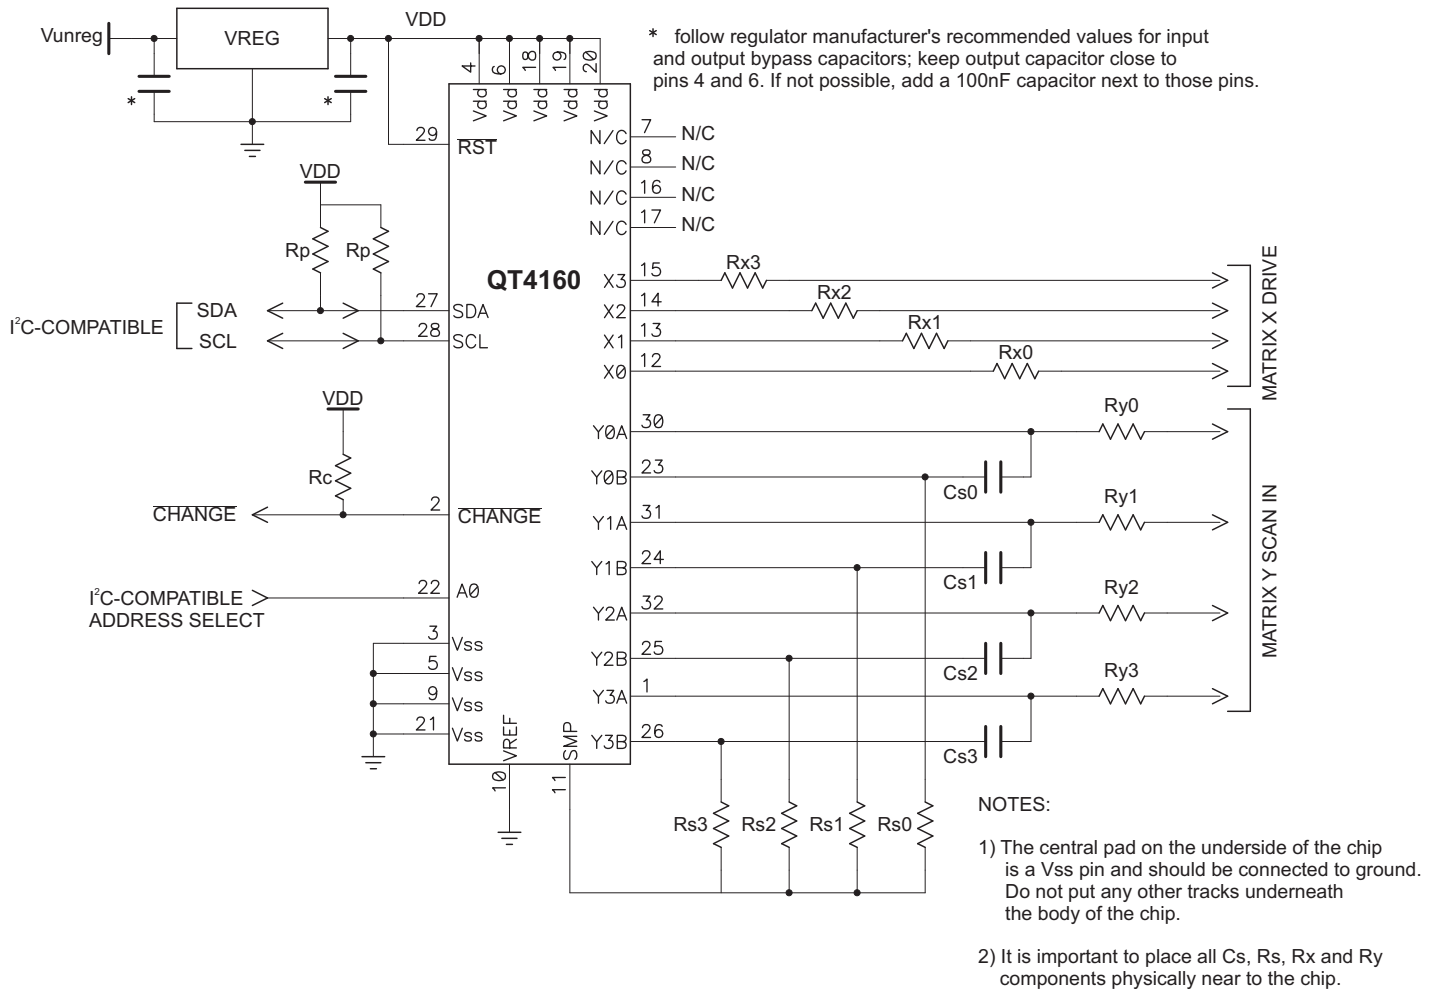 Vunreg
VREG
VDD
* follow regulator manufacturer's recommended values for input
and output bypass capacitors; keep output capacitor close to
pins 4 and 6. If not possible, add a 100nF capacitor next to those pins.
*
*
4
6
18
19
20
Vdd
Vdd
Vdd
Vdd
Vdd
29
RST
N/C 7 N/C
N/C 8 N/C
N/C 16 N/C
N/C 17 N/C
VDD
Rp
Rp
QT4160
I²C-COMPATIBLE
SDA
SCL
27 SDA
28 SCL
X3 15 Rx3
X2 14 Rx2
X1 13 Rx1
X0 12 Rx0
MATRIX X DRIVE
VDD
Rc
CHANGE
2
CHANGE
Y0A 30 Ry0
Y0B 23 Cs0
Y1A 31 Ry1
Y1B 24 Cs1
Y2A 32 Ry2
Y2B 25 Cs2
Y3A 1 Ry3
Y3B 26 Cs3
MATRIX Y SCAN IN
I²C-COMPATIBLE
ADDRESS SELECT
22 A0
3 Vss
5 Vss
9 Vss
21 Vss
VREF
10
SMP
11
Rs3
Rs2
Rs1
Rs0
NOTES:
1) The central pad on the underside of the chip
is a Vss pin and should be connected to ground.
Do not put any other tracks underneath
the body of the chip.
2) It is important to place all Cs, Rs, Rx and Ry
components physically near to the chip.